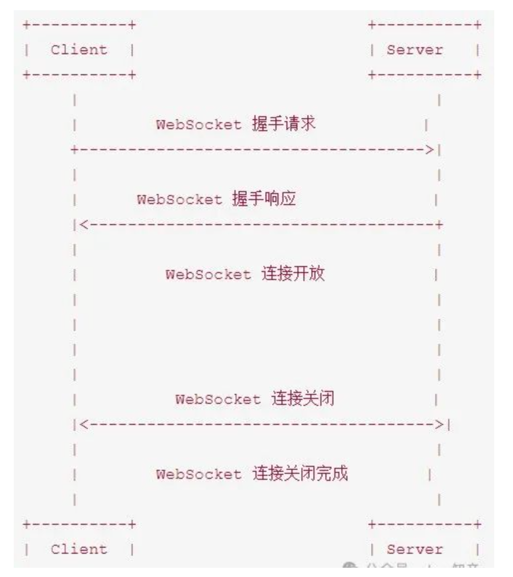 Client Server
WebSocket 握手请求
WebSocket 握手响应
WebSocket 连接开放
WebSocket 连接关闭
WebSocket 连接关闭完成
Client Server